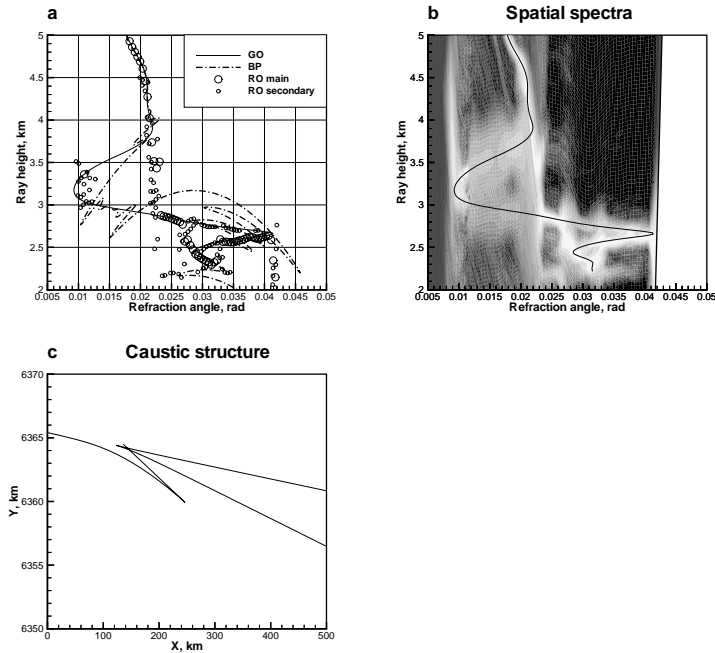 a
GO
BP
RO main
RO secondary
Ray height, km
5
4.5
4
3.5
3
2.5
2
0.005 0.01 0.015 0.02 0.025 0.03 0.035 0.04 0.045 0.05
Refraction angle, rad
b Spatial spectra
Ray height, km
5
4.5
4
3.5
3
2.5
2
0.005 0.01 0.015 0.02 0.025 0.03 0.035 0.04 0.045 0.05
Refraction angle, rad
c Caustic structure
Y, km
6370
6365
6360
6355
6350
0 100 200 300 400 500
X, km